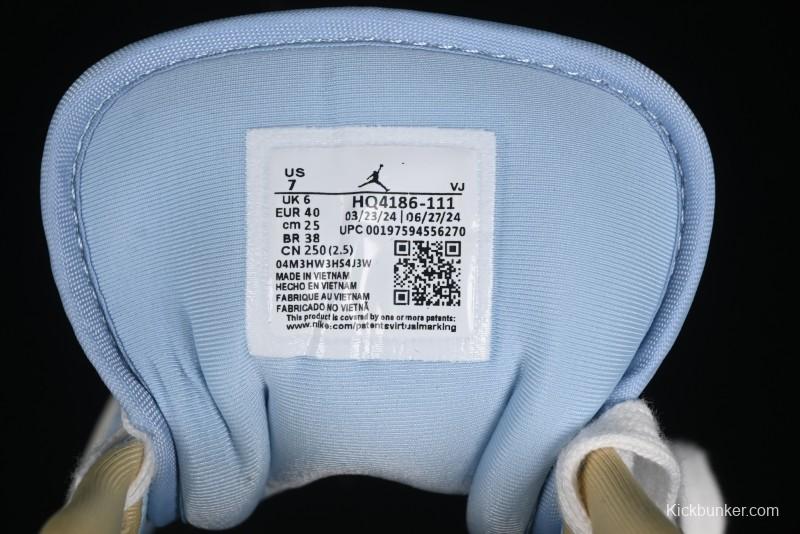 US
7
VJ
UK 6
EUR 40
cm 25
BR 38
CN 250 (2.5)
HQ4186-111
03/23/24 | 06/27/24
UPC 00197594556270
04M3HW3HS4J3W
MADE IN VIETNAM
HECHO EN VIETNAM
FABRIQUE AU VIETNAM
FABRICADO NO VIETNÃ
This product is covered by one or more patents:
www.nike.com/patentsvirtualmarking
Kickbunker.com